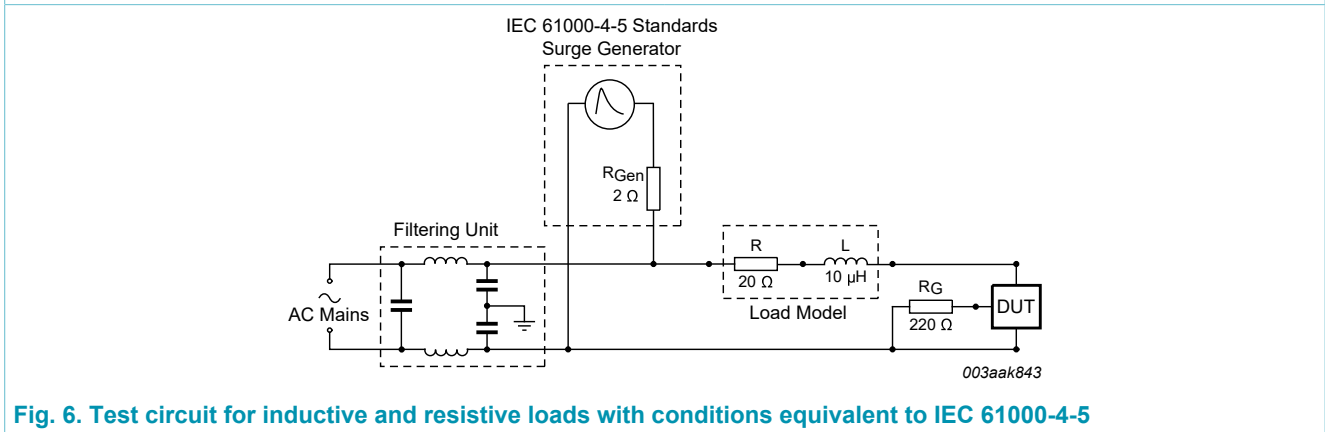 IEC 61000-4-5 Standards
Surge Generator
RGen
2 Ω
Filtering Unit
R
L
20 Ω
10 µH
Load Model
AC Mains
RG
220 Ω
DUT
003aak843
Fig. 6. Test circuit for inductive and resistive loads with conditions equivalent to IEC 61000-4-5